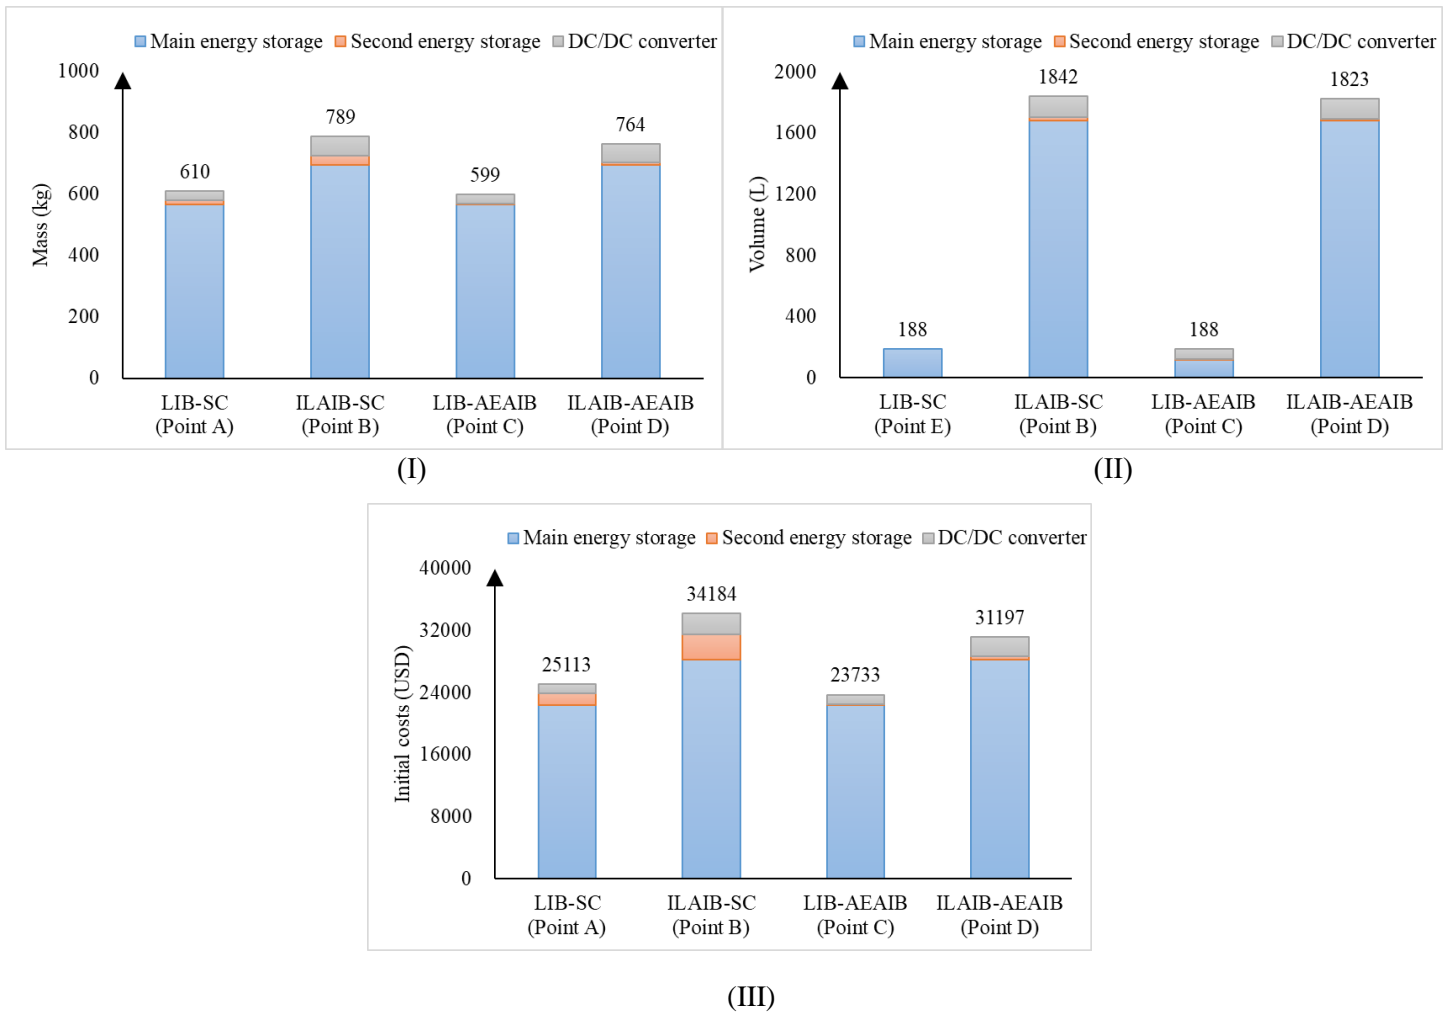 Main energy storage Second energy storage DC/DC converter
1000
800
600
400
200
0
Mass (kg)
610
789
599
764
LIB-SC ILAIB-SC LIB-AEAIB ILAIB-AEAIB
(Point A) (Point B) (Point C) (Point D)
(I)
Main energy storage Second energy storage DC/DC converter
2000
1600
1200
800
400
0
Volume (L)
188
1842
188
1823
LIB-SC ILAIB-SC LIB-AEAIB ILAIB-AEAIB
(Point E) (Point B) (Point C) (Point D)
(II)
Main energy storage Second energy storage DC/DC converter
40000
32000
24000
16000
8000
0
Initial costs (USD)
25113
34184
23733
31197
LIB-SC ILAIB-SC LIB-AEAIB ILAIB-AEAIB
(Point A) (Point B) (Point C) (Point D)
(III)